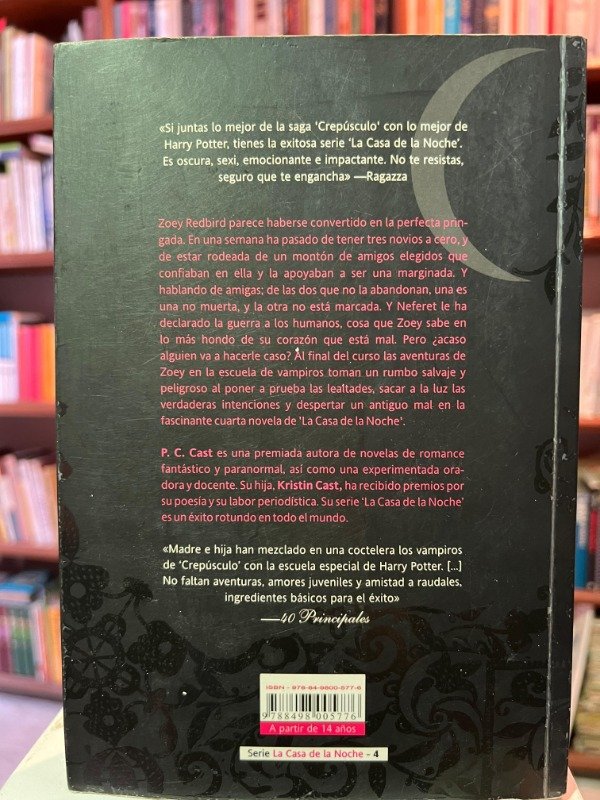 «Si juntas lo mejor de la saga 'Crepúsculo' con lo mejor de
Harry Potter, tienes la exitosa serie 'La Casa de la Noche'.
Es oscura, sexi, emocionante e impactante. No te resistas,
seguro que te engancha» —Ragazza
Zoey Redbird parece haberse convertido en la perfecta prin-
gada. En una semana ha pasado de tener tres novios a cero, y
de estar rodeada de un montón de amigos elegidos que
confiaban en ella y la apoyaban a ser una marginada. Y
hablando de amigas; de las dos que no la abandonan, una es
una no muerta, y la otra no está marcada. Y Neferet le ha
declarado la guerra a los humanos, cosa que Zoey sabe en
lo más hondo de su corazón que está mal. Pero ¿acaso
alguien va a hacerle caso? Al final del curso las aventuras de
Zoey en la escuela de vampiros toman un rumbo salvaje y
peligroso al poner a prueba las lealtades, sacar a la luz las
verdaderas intenciones y despertar un antiguo mal en la
fascinante cuarta novela de 'La Casa de la Noche'.
P. C. Cast es una premiada autora de novelas de romance
fantástico y paranormal, así como una experimentada ora-
dora y docente. Su hija, Kristin Cast, ha recibido premios por
su poesía y su labor periodística. Su serie 'La Casa de la Noche'
es un éxito rotundo en todo el mundo.
«Madre e hija han mezclado en una coctelera los vampiros
de 'Crepúsculo' con la escuela especial de Harry Potter. [...]
No faltan aventuras, amores juveniles y amistad a raudales,
ingredientes básicos para el éxito»
—40 Principales
ISBN – 978-84-9800-577-6
9788498005776
A partir de 14 años
Serie La Casa de la Noche - 4